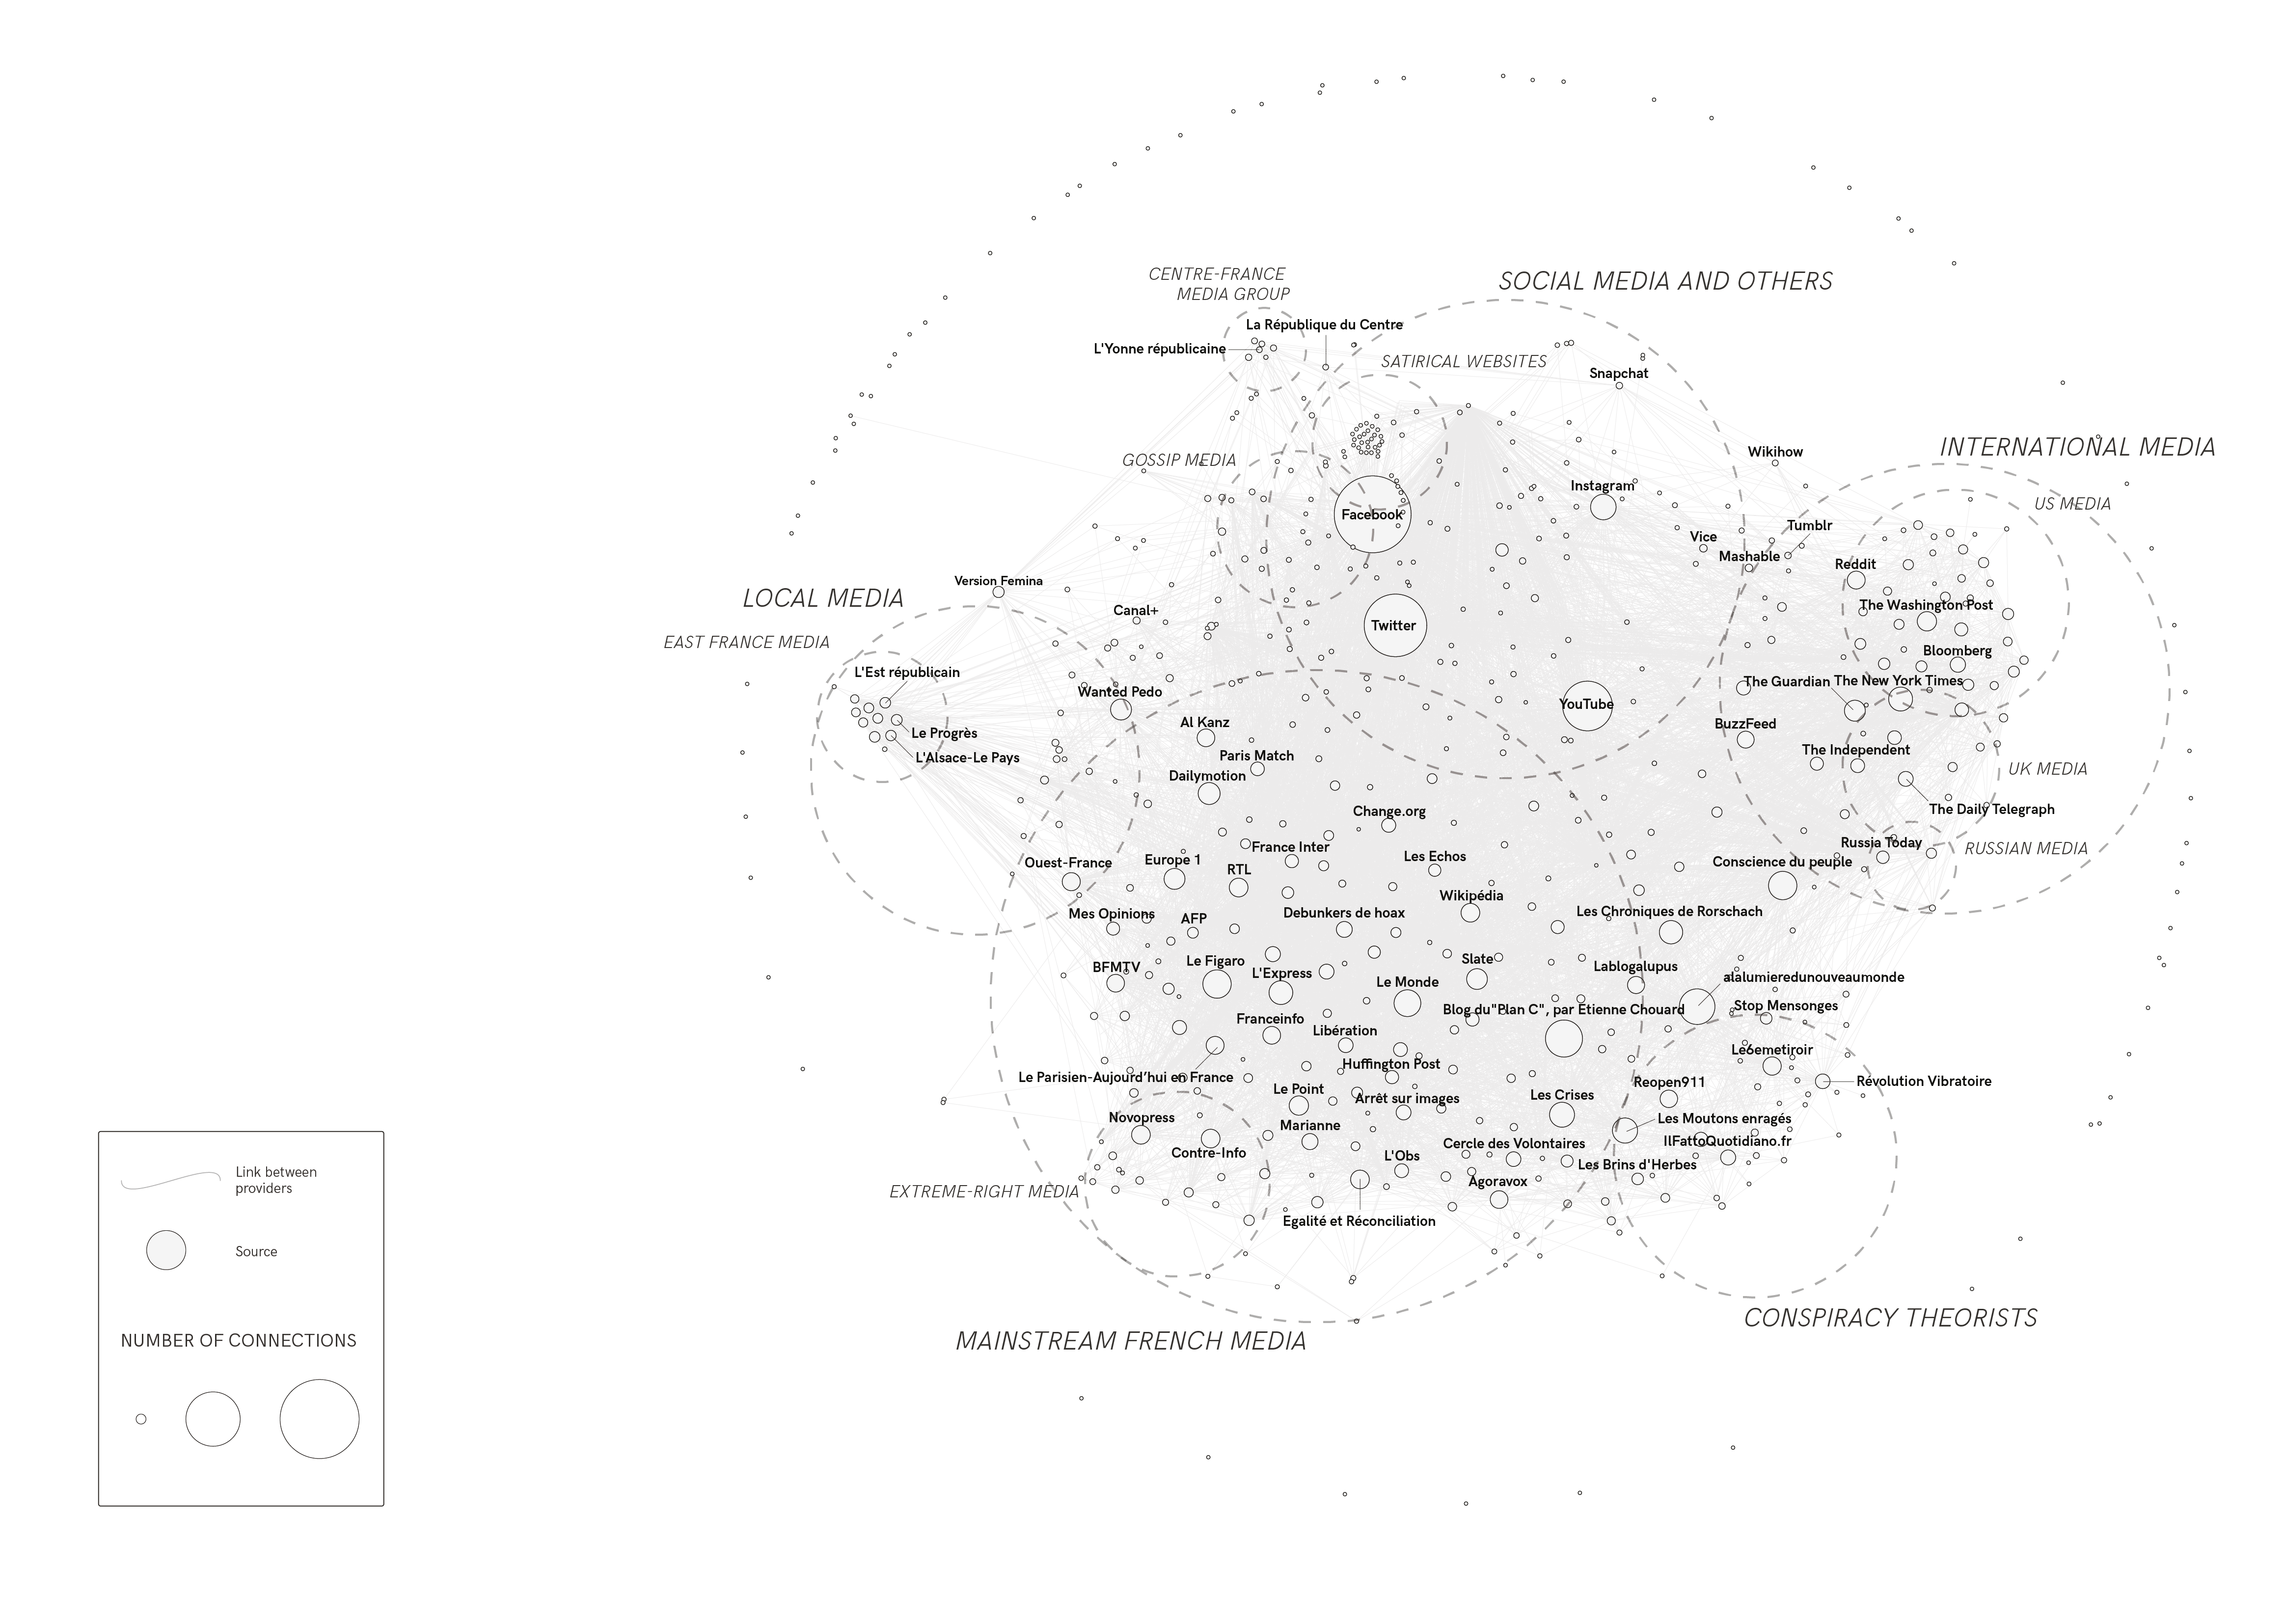 CENTRE-FRANCE
MEDIA GROUP
SOCIAL MEDIA AND OTHERS
La République du Centre
L'Yonne républicaine
SATIRICAL WEBSITES
Snapchat
INTERNATIONAL MEDIA
Wikihow
GOSSIP MEDIA
Instagram
US MEDIA
Facebook
Tumblr
Vice
Mashable
Reddit
Version Femina
LOCAL MEDIA
The Washington Post
Canal+
Twitter
EAST FRANCE MEDIA
Bloomberg
L'Est républicain
The Guardian
The New York Times
Wanted Pedo
YouTube
Al Kanz
BuzzFeed
Le Progrès
The Independent
Paris Match
L'Alsace-Le Pays
UK MEDIA
Dailymotion
The Daily Telegraph
Change.org
Russia Today
France Inter
RUSSIAN MEDIA
Les Echos
Europe 1
Conscience du peuple
Ouest-France
RTL
Wikipédia
Les Chroniques de Rorschach
Debunkers de hoax
Mes Opinions
AFP
Slate
Le Figaro
Lablogalupus
BFMTV
L'Express
alalumieredunouveaumonde
Le Monde
Stop Mensonges
Blog du"Plan C", par Etienne Chouard
Franceinfo
Libération
Le6emetiroir
Huffington Post
Le Parisien-Aujourd’hui en France
Reopen911
Révolution Vibratoire
Le Point
Les Crises
Arrêt sur images
Novopress
Les Moutons enragés
Marianne
IlFattoQuotidiano.fr
Cercle des Volontaires
Contre-Info
L'Obs
Les Brins d'Herbes
Agoravox
EXTREME-RIGHT MEDIA
Egalité et Réconciliation
CONSPIRACY THEORISTS
MAINSTREAM FRENCH MEDIA
Link between
providers
Source
NUMBER OF CONNECTIONS